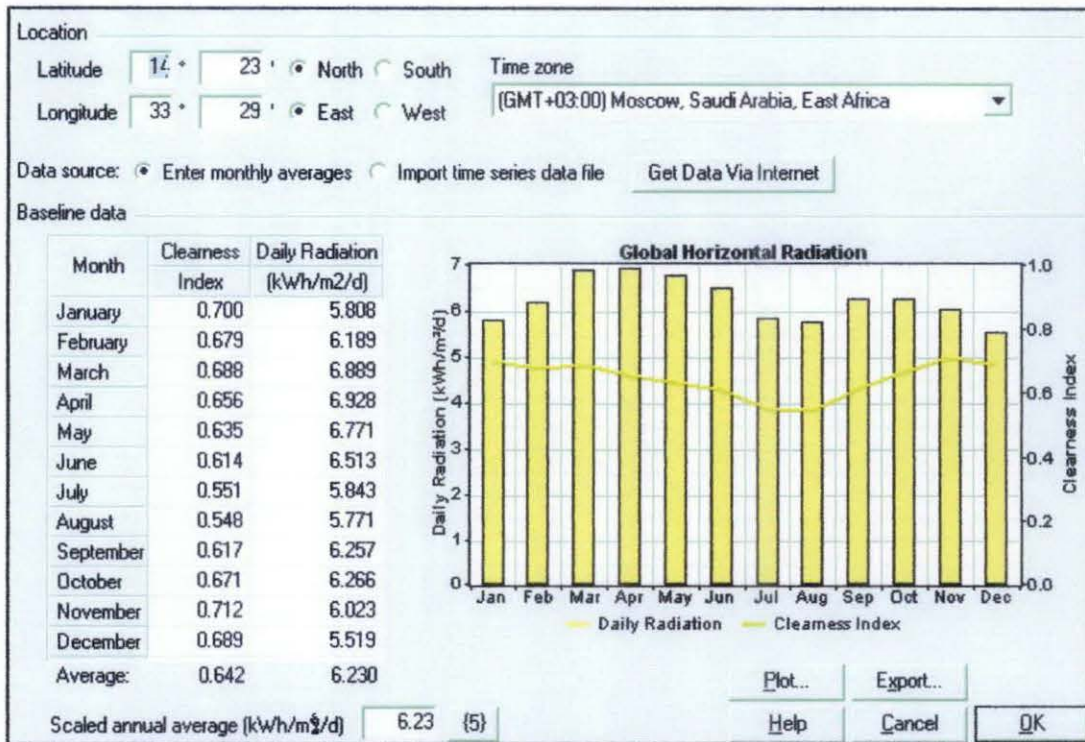 Location
Latitude 14 ° 23 ' North South Time zone
Longitude 33 ° 29 ' East West (GMT+03:00) Moscow, Saudi Arabia, East Africa
Data source: Enter monthly averages Import time series data file Get Data Via Internet
Baseline data
Month Clearness Index Daily Radiation (kWh/m2/d)
January 0.700 5.808
February 0.679 6.189
March 0.688 6.889
April 0.656 6.928
May 0.635 6.771
June 0.614 6.513
July 0.551 5.843
August 0.548 5.771
September 0.617 6.257
October 0.671 6.266
November 0.712 6.023
December 0.689 5.519
Average: 0.642 6.230
Scaled annual average (kWh/m²/d) 6.23 {5}
Global Horizontal Radiation
Daily Radiation (kWh/m²/d)
7
6
5
4
3
2
1
0
Jan Feb Mar Apr May Jun Jul Aug Sep Oct Nov Dec
1.0
0.8
0.6
0.4
0.2
0.0
Clearness Index
Daily Radiation Clearness Index
Plot... Export...
Help Cancel OK